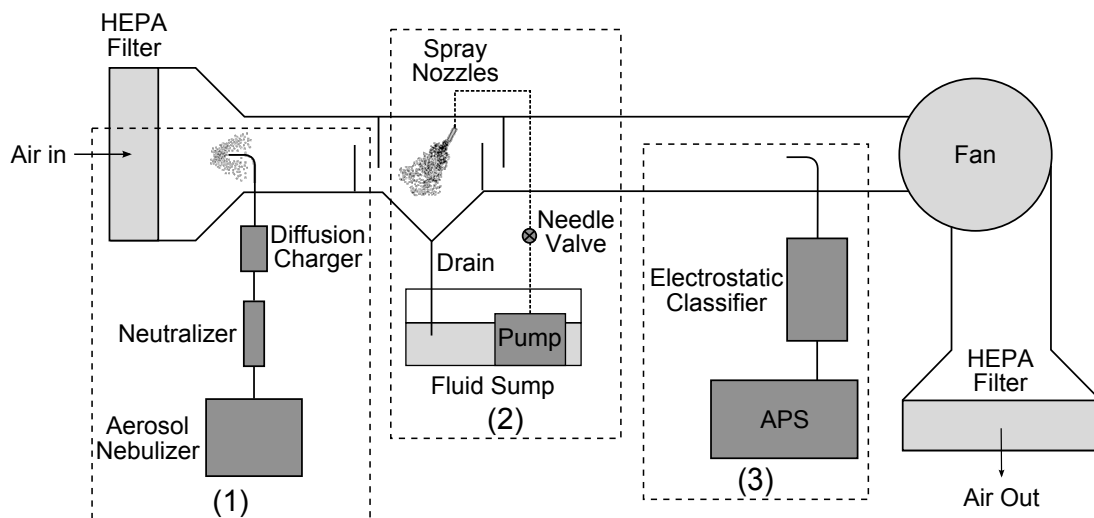 HEPA
Filter
Air in
Diffusion
Charger
Neutralizer
Aerosol
Nebulizer
(1)
Spray
Nozzles
Needle
Valve
Drain
Pump
Fluid Sump
(2)
Electrostatic
Classifier
APS
(3)
Fan
HEPA
Filter
Air Out